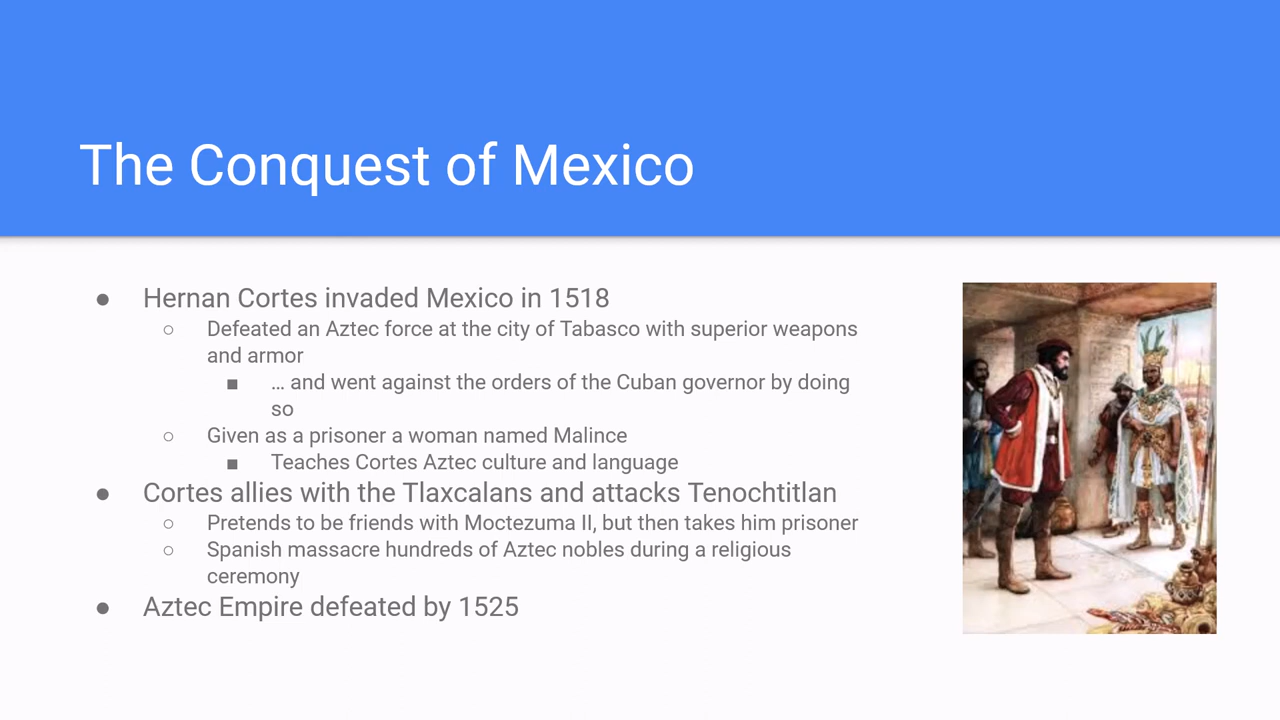 The Conquest of Mexico
● Hernan Cortes invaded Mexico in 1518
○ Defeated an Aztec force at the city of Tabasco with superior weapons
and armor
■ … and went against the orders of the Cuban governor by doing
so
○ Given as a prisoner a woman named Malince
■ Teaches Cortes Aztec culture and language
● Cortes allies with the Tlaxcalans and attacks Tenochtitlan
○ Pretends to be friends with Moctezuma II, but then takes him prisoner
○ Spanish massacre hundreds of Aztec nobles during a religious
ceremony
● Aztec Empire defeated by 1525